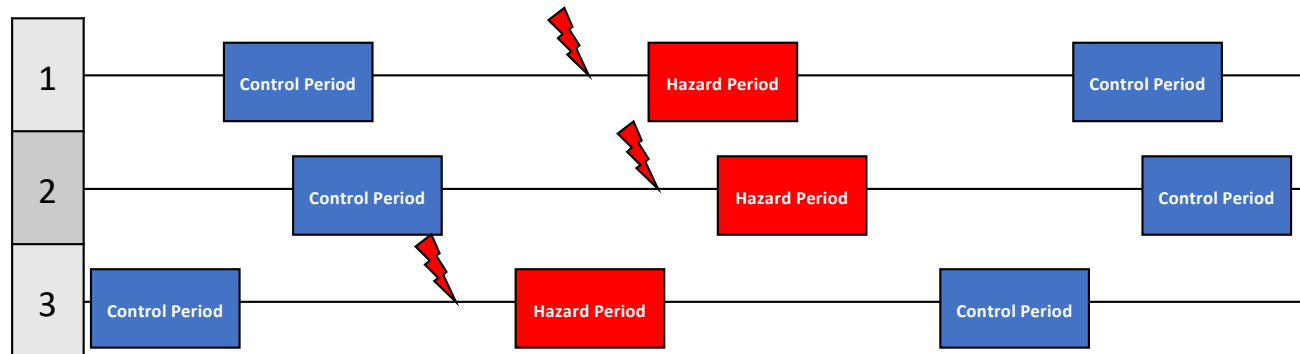 1 Control Period Hazard Period Control Period
2 Control Period Hazard Period Control Period
3 Control Period Hazard Period Control Period